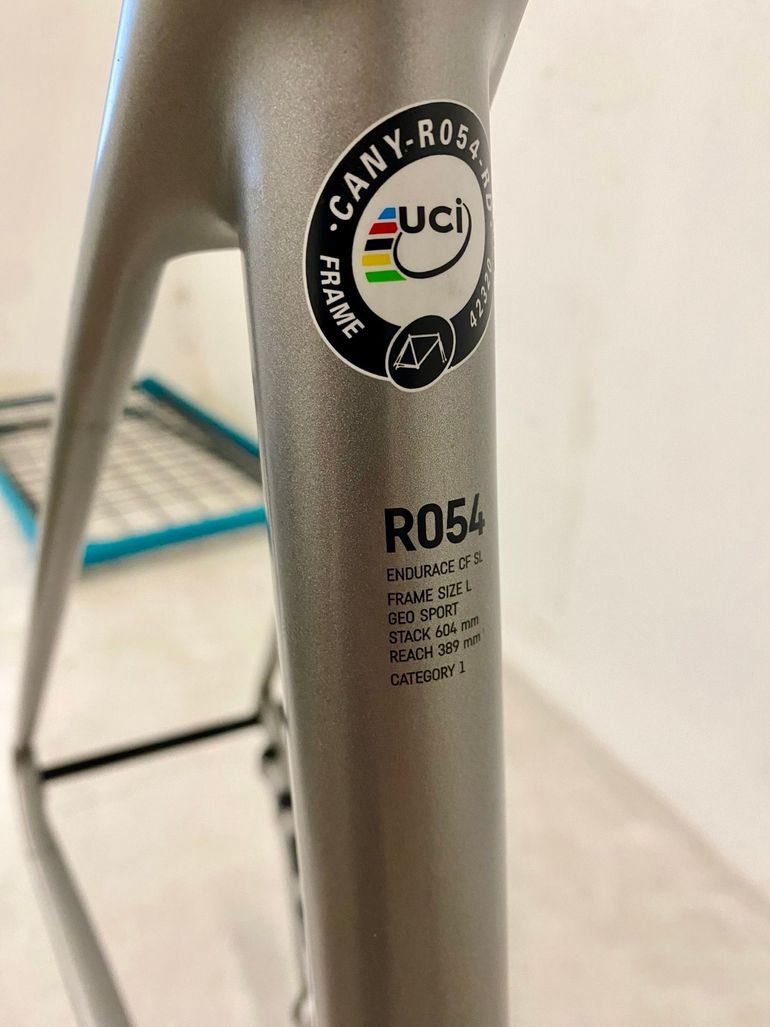 ·CANY-R054-R
uci
FRAME
R054
ENDURACE CF SL
FRAME SIZE L
GEO SPORT
STACK 604 mm
REACH 389 mm
CATEGORY 1